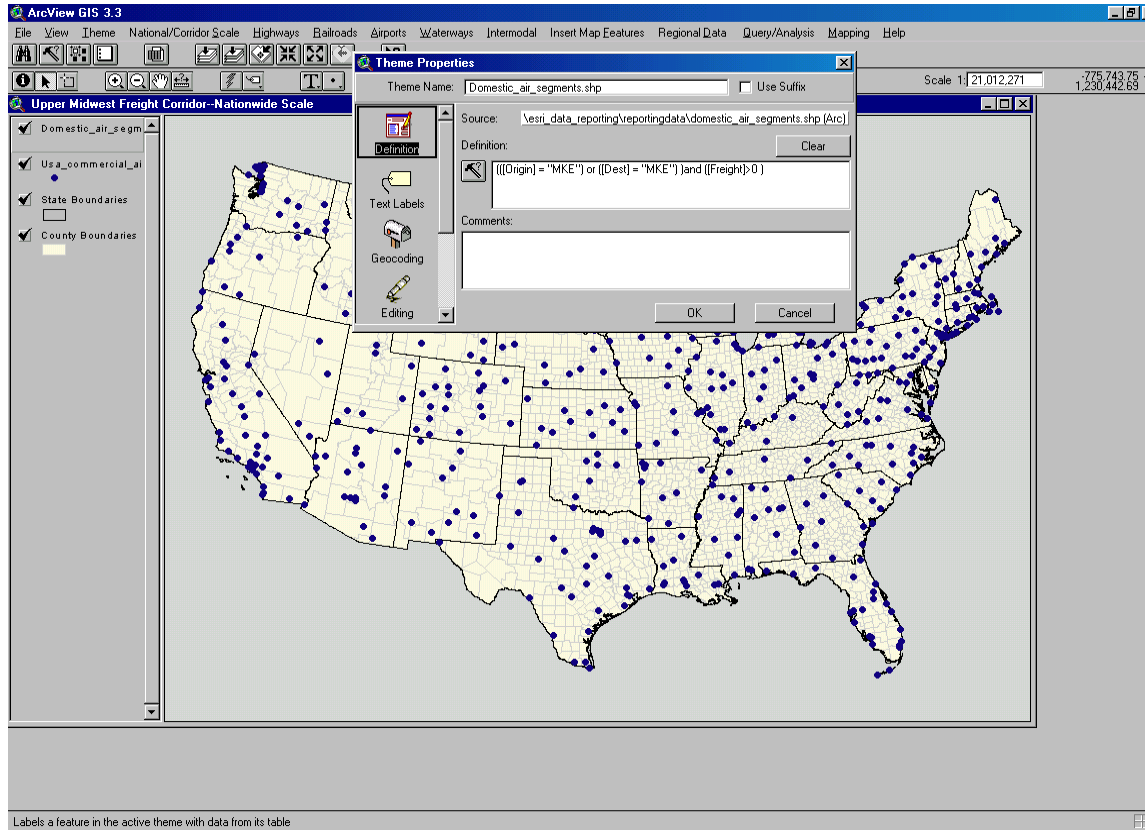 ArcView GIS 3.3
File View Theme National/Corridor Scale Highways Railroads Airports Waterways Intermodal Insert Map Features Regional Data Query/Analysis Mapping Help
Scale 1: 21,012,271
-775,743.75
1,230,442.69
Upper Midwest Freight Corridor--Nationwide Scale
Domestic_air_segm
Usa_commercial_ai
State Boundaries
County Boundaries
Theme Properties
Theme Name: Domestic_air_segments.shp Use Suffix
Definition
Text Labels
Geocoding
Editing
Source: \esri_data_reporting\reportingdata\domestic_air_segments.shp (Arc)
Definition: Clear
((([Origin] = "MKE") or ([Dest] = "MKE") )and ([Freight]>0 )
Comments:
OK Cancel
Labels a feature in the active theme with data from its table